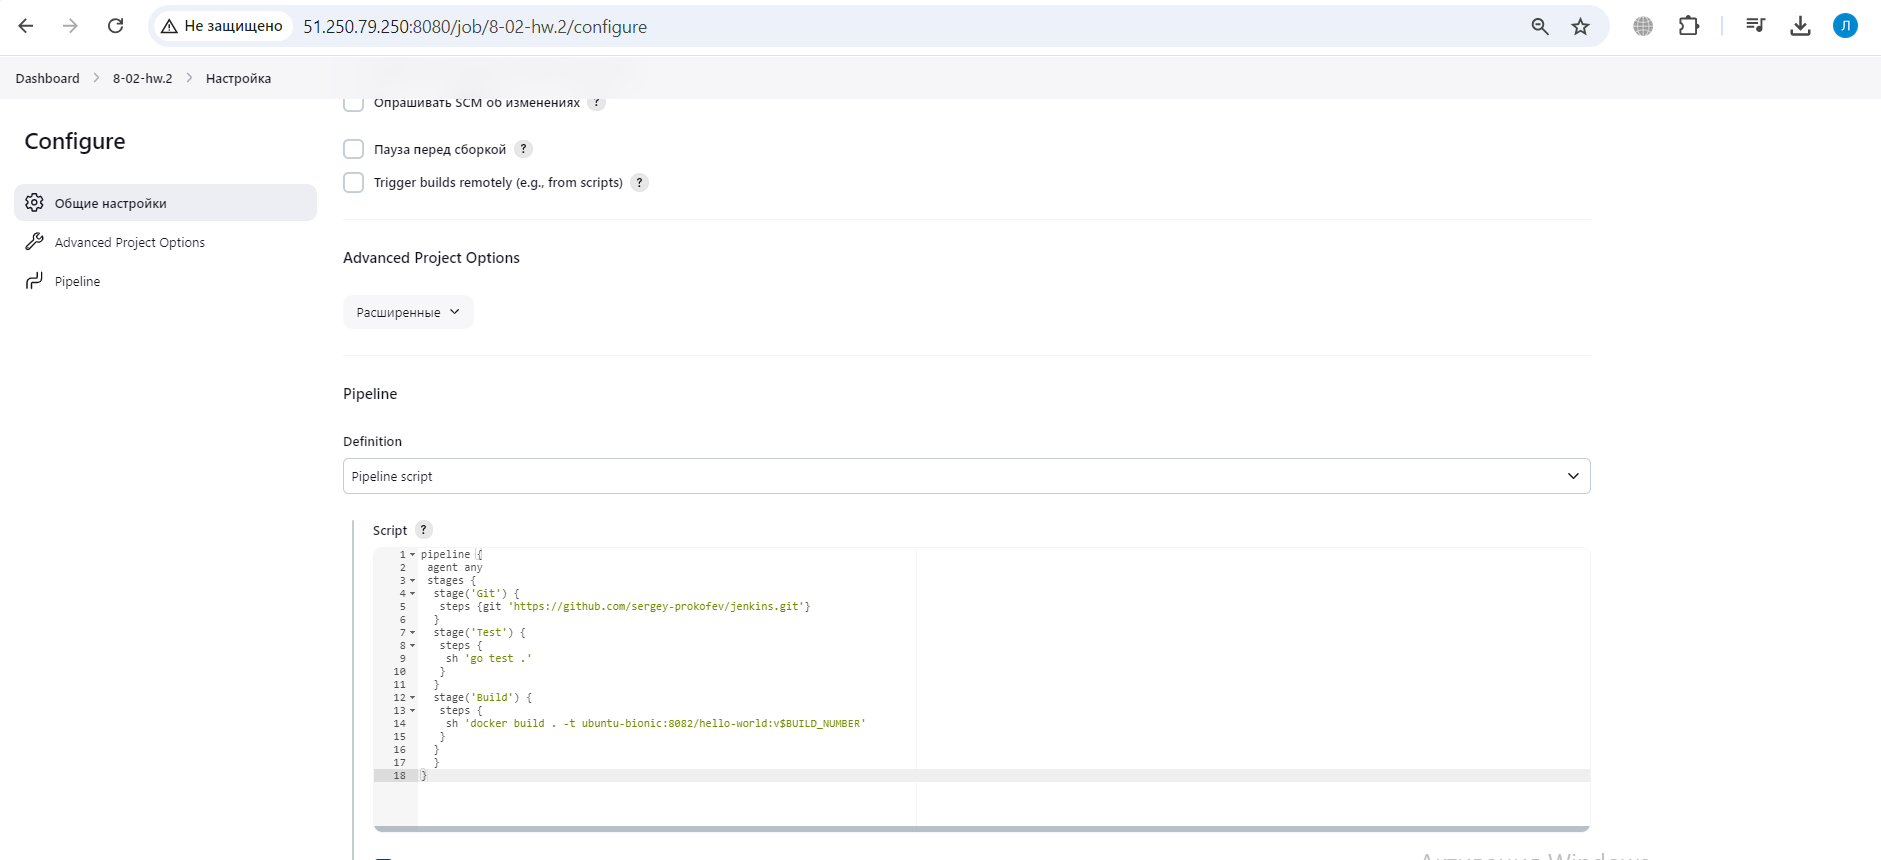 Не защищено 51.250.79.250:8080/job/8-02-hw.2/configure
Л
Dashboard 8-02-hw.2 Настройка
Configure
Общие настройки
Advanced Project Options
Pipeline
Опрашивать SCM об изменениях ?
Пауза перед сборкой ?
Trigger builds remotely (e.g., from scripts) ?
Advanced Project Options
Расширенные
Pipeline
Definition
Pipeline script
Script ?
1 pipeline {
2 agent any
3 stages {
4 stage('Git') {
5 steps {git 'https://github.com/sergey-prokofev/jenkins.git'}
6 }
7 stage('Test') {
8 steps {
9 sh 'go test .'
10 }
11 }
12 stage('Build') {
13 steps {
14 sh 'docker build . -t ubuntu-bionic:8082/hello-world:v$BUILD_NUMBER'
15 }
16 }
17 }
18 }